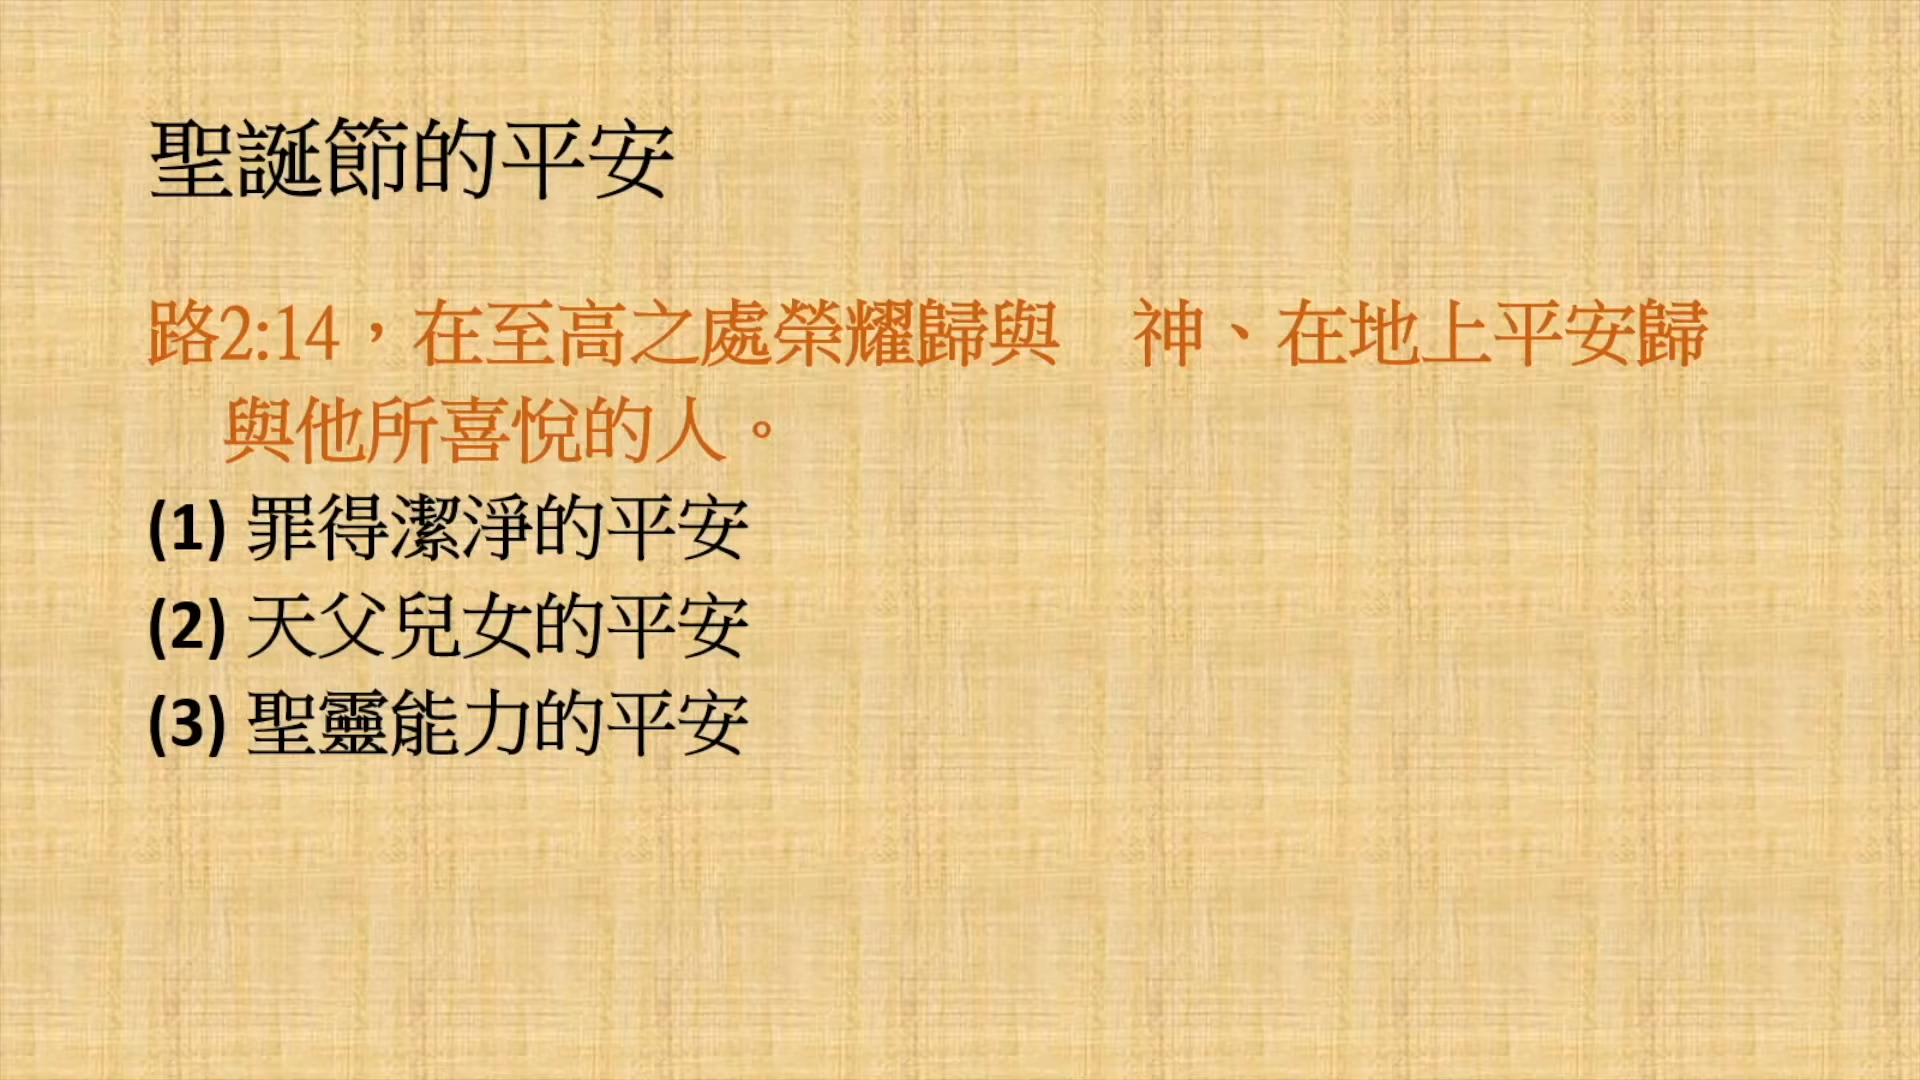 聖誕節的平安
路2:14，在至高之處榮耀歸與　神、在地上平安歸
與他所喜悅的人。
(1) 罪得潔淨的平安
(2) 天父兒女的平安
(3) 聖靈能力的平安